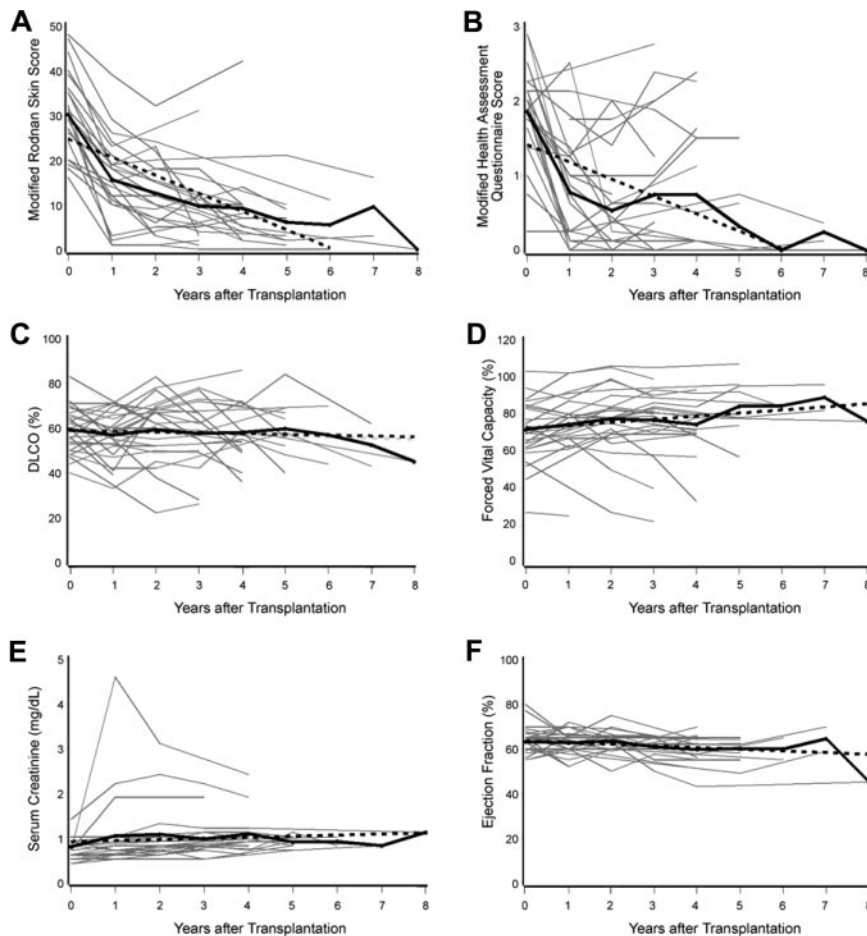 A
Modified Rodnan Skin Score
50
40
30
20
10
0
0 1 2 3 4 5 6 7 8
Years after Transplantation
B
Modified Health Assessment
Questionnaire Score
3
2
1
0
0 1 2 3 4 5 6 7 8
Years after Transplantation
C
DLCO (%)
100
80
60
40
20
0
0 1 2 3 4 5 6 7 8
Years after Transplantation
D
Forced Vital Capacity (%)
120
100
80
60
40
20
0
0 1 2 3 4 5 6 7 8
Years after Transplantation
E
Serum Creatinine (mg/dL)
5
4
3
2
1
0
0 1 2 3 4 5 6 7 8
Years after Transplantation
F
Ejection Fraction (%)
100
80
60
40
20
0
0 1 2 3 4 5 6 7 8
Years after Transplantation